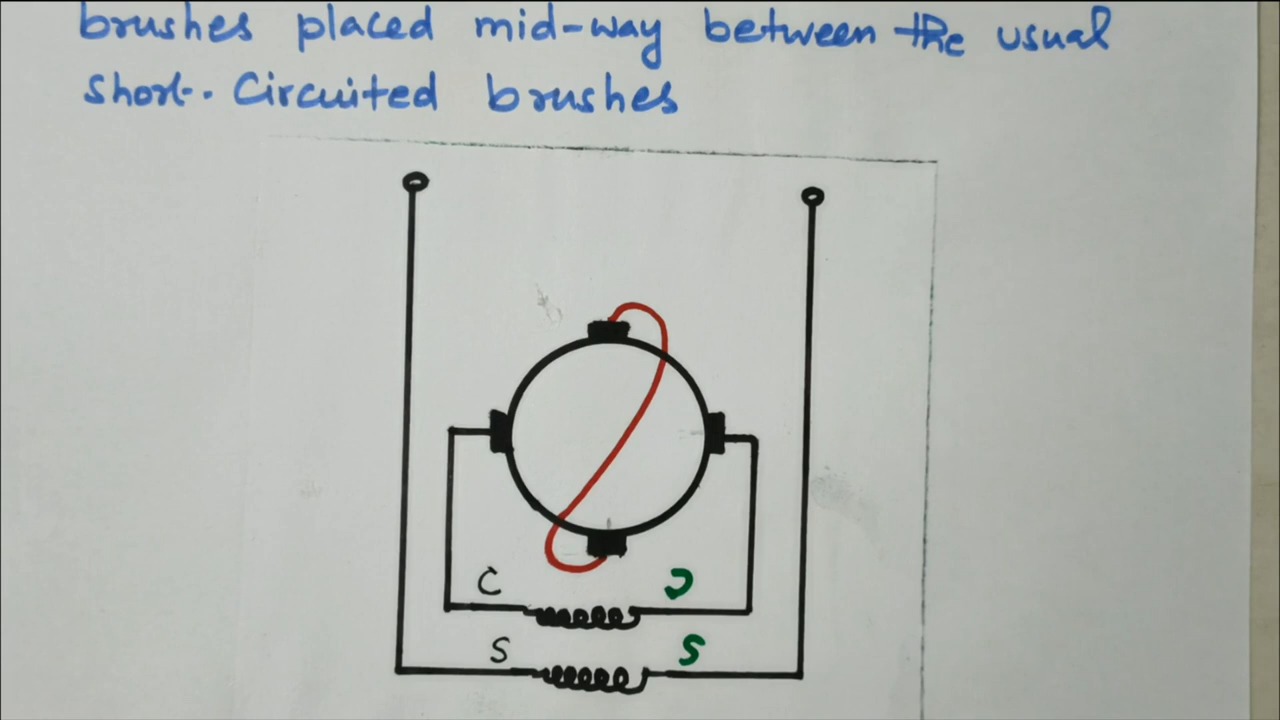 brushes placed mid-way between the usual
short-. Circuited brushes
C
S S